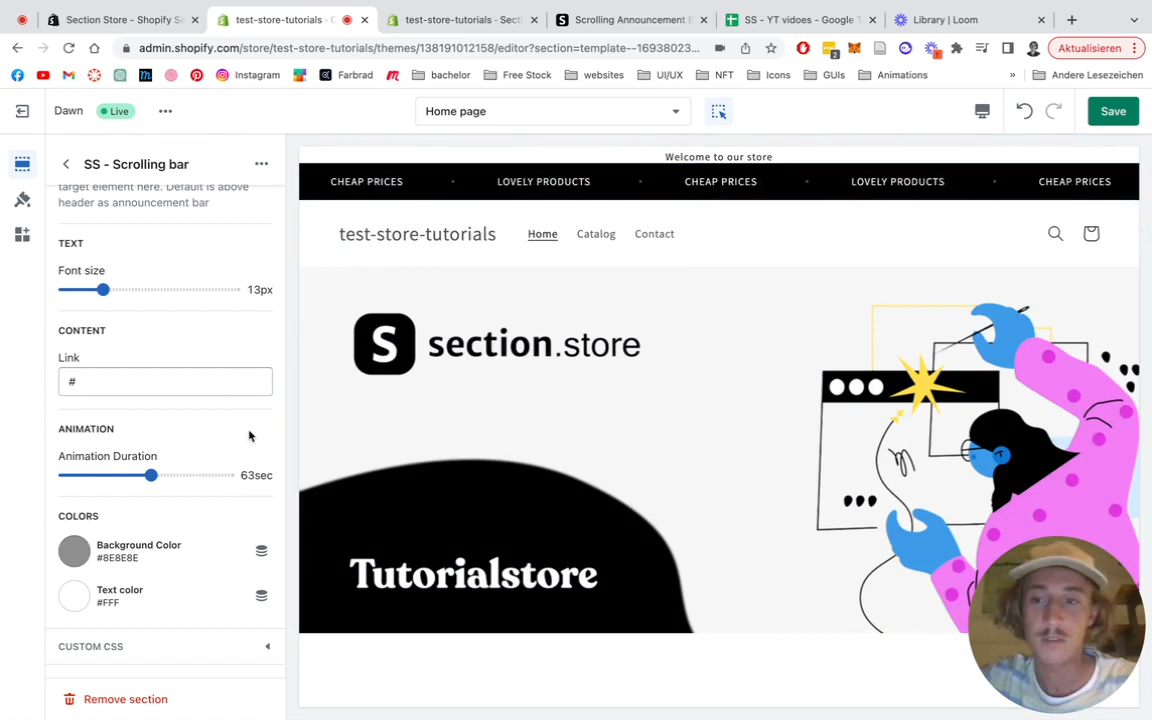 Section Store - Shopify Se
test-store-tutorials - C
test-store-tutorials - Secti
Scrolling Announcement B
SS - YT vidoes - Google T
Library | Loom
admin.shopify.com/store/test-store-tutorials/themes/138191012158/editor?section=template--16938023...
Aktualisieren
Instagram
Farbrad
bachelor
Free Stock
websites
UI/UX
NFT
Icons
GUIs
Animations
»
Andere Lesezeichen
Dawn
Live
Home page
Save
SS - Scrolling bar
target element here. Default is above
header as announcement bar
TEXT
Font size
13px
CONTENT
Link
#
ANIMATION
Animation Duration
63sec
COLORS
Background Color
#8E8E8E
Text color
#FFF
CUSTOM CSS
Remove section
Welcome to our store
CHEAP PRICES LOVELY PRODUCTS CHEAP PRICES LOVELY PRODUCTS CHEAP PRICES
test-store-tutorials
Home
Catalog
Contact
S section.store
Tutorialstore